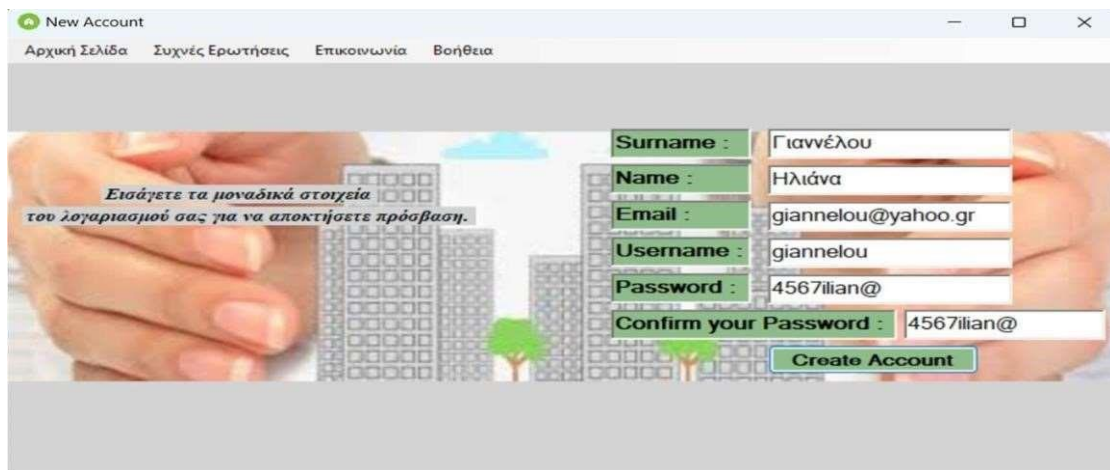 New Account
Αρχική Σελίδα Συχνές Ερωτήσεις Επικοινωνία Βοήθεια
Εισάγετε τα μοναδικά στοιχεία
του λογαριασμού σας για να αποκτήσετε πρόσβαση.
Surname : Γιαννέλου
Name : Ηλιάνα
Email : giannelou@yahoo.gr
Username : giannelou
Password : 4567ilian@
Confirm your Password : 4567ilian@
Create Account